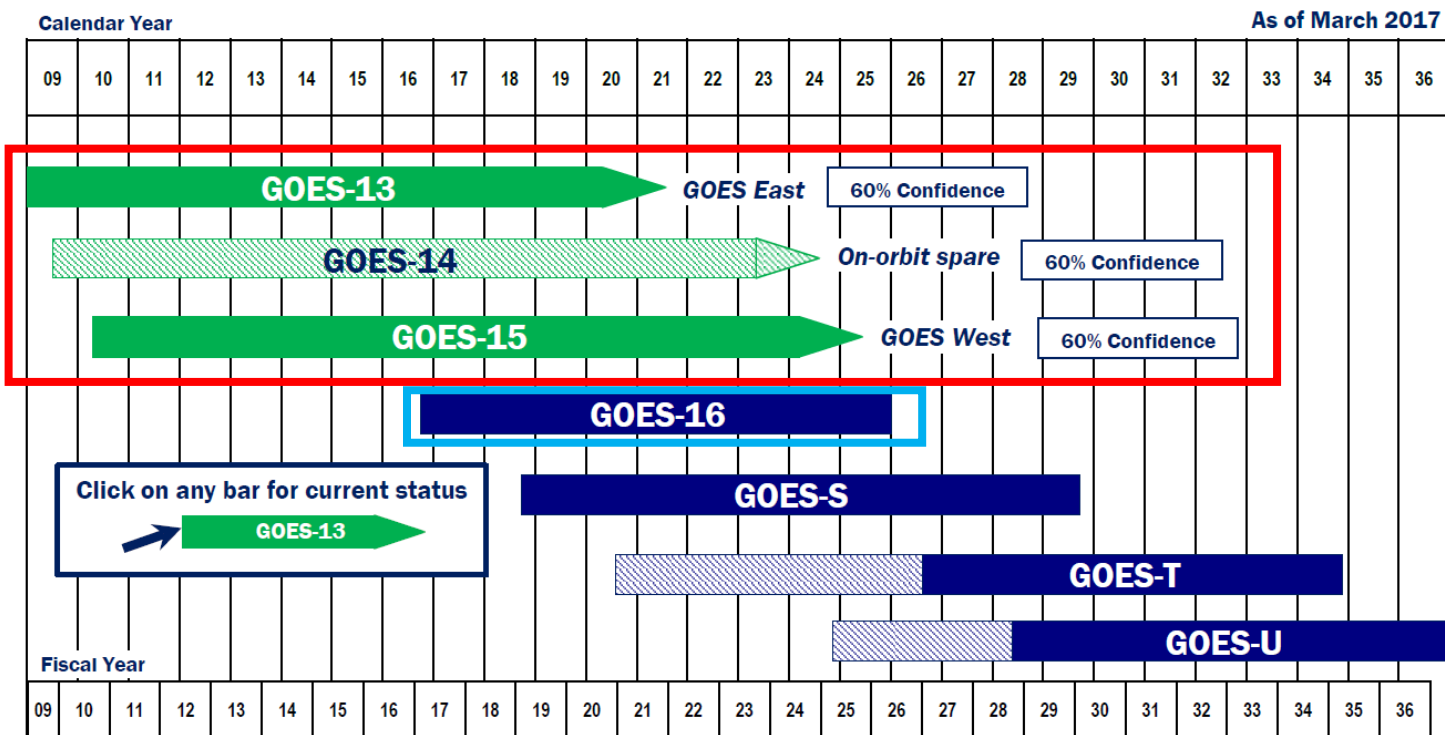 Calendar Year
As of March 2017
09 10 11 12 13 14 15 16 17 18 19 20 21 22 23 24 25 26 27 28 29 30 31 32 33 34 35 36
GOES-13 GOES East 60% Confidence
GOES-14 On-orbit spare 60% Confidence
GOES-15 GOES West 60% Confidence
GOES-16
Click on any bar for current status
GOES-13
GOES-S
GOES-T
GOES-U
Fiscal Year
09 10 11 12 13 14 15 16 17 18 19 20 21 22 23 24 25 26 27 28 29 30 31 32 33 34 35 36